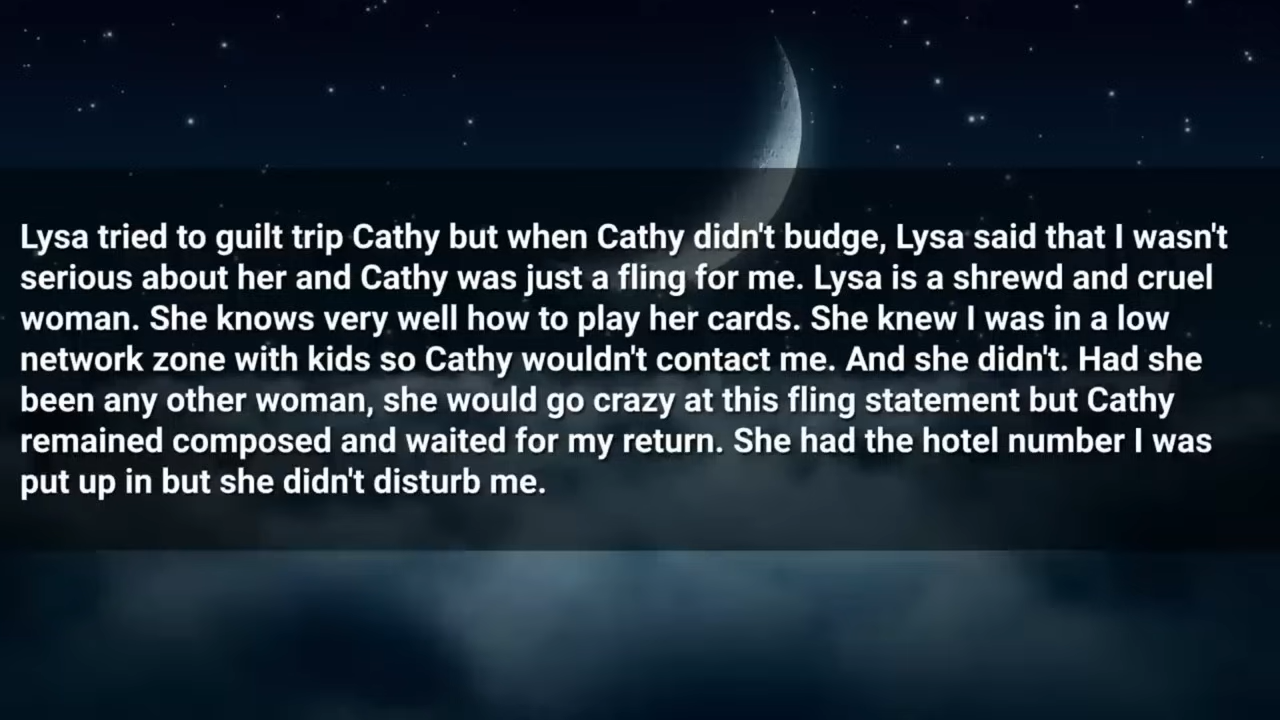 Lysa tried to guilt trip Cathy but when Cathy didn't budge, Lysa said that I wasn't
serious about her and Cathy was just a fling for me. Lysa is a shrewd and cruel
woman. She knows very well how to play her cards. She knew I was in a low
network zone with kids so Cathy wouldn't contact me. And she didn't. Had she
been any other woman, she would go crazy at this fling statement but Cathy
remained composed and waited for my return. She had the hotel number I was
put up in but she didn't disturb me.